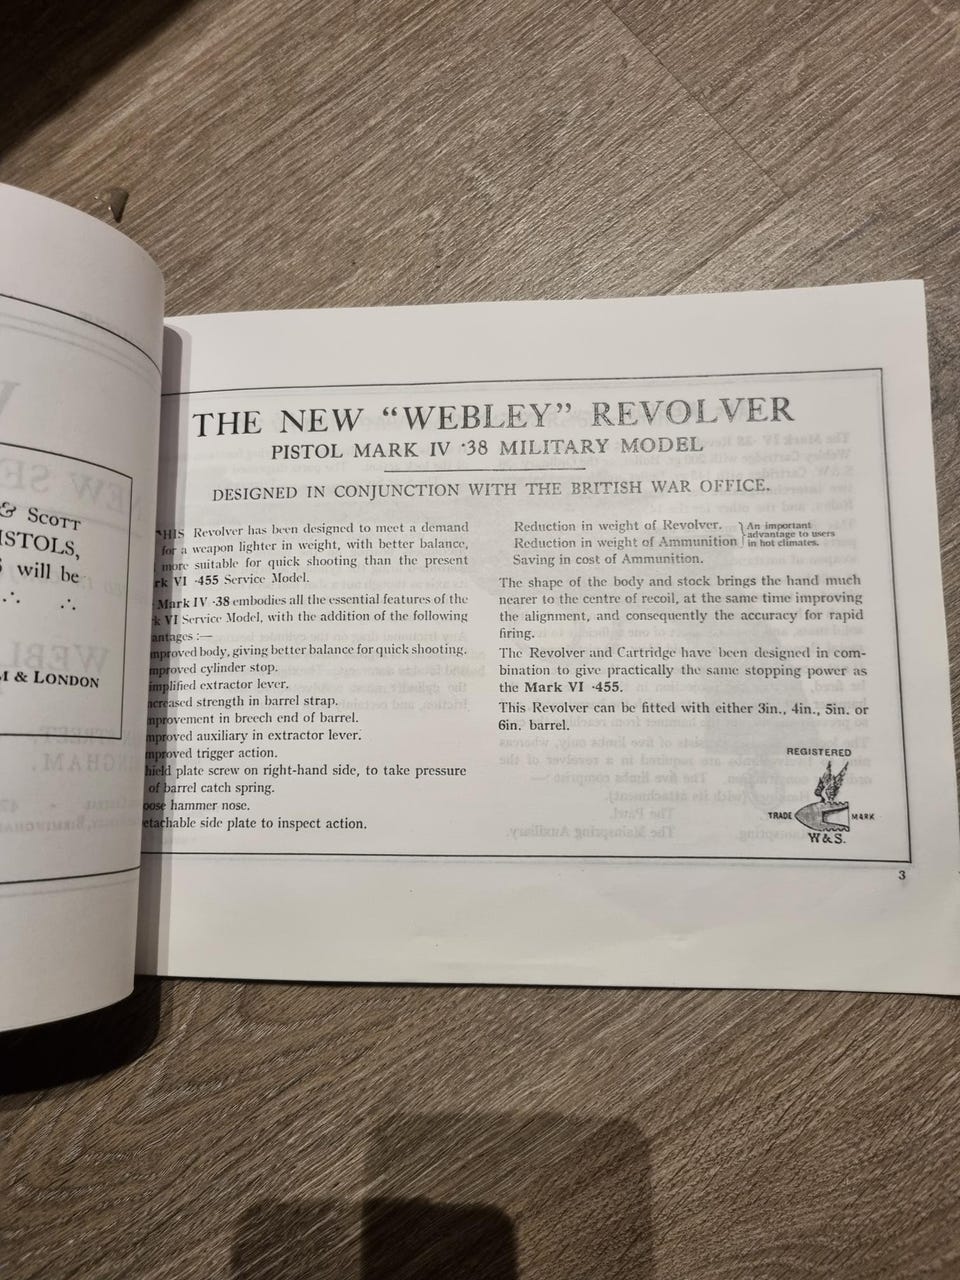 & SCOTT
ISTOLS,
will be
M & LONDON
THE NEW “WEBLEY” REVOLVER
PISTOL MARK IV ·38 MILITARY MODEL
DESIGNED IN CONJUNCTION WITH THE BRITISH WAR OFFICE.
HIS Revolver has been designed to meet a demand
for a weapon lighter in weight, with better balance,
more suitable for quick shooting than the present
rk VI ·455 Service Model.
Mark IV ·38 embodies all the essential features of the
k VI Service Model, with the addition of the following
antages :—
mproved body, giving better balance for quick shooting.
mproved cylinder stop.
implified extractor lever.
ncreased strength in barrel strap.
mprovement in breech end of barrel.
mproved auxiliary in extractor lever.
mproved trigger action.
hield plate screw on right-hand side, to take pressure
of barrel catch spring.
oose hammer nose.
etachable side plate to inspect action.
Reduction in weight of Revolver.
Reduction in weight of Ammunition
An important
advantage to users
in hot climates.
Saving in cost of Ammunition.
The shape of the body and stock brings the hand much
nearer to the centre of recoil, at the same time improving
the alignment, and consequently the accuracy for rapid
firing.
The Revolver and Cartridge have been designed in com-
bination to give practically the same stopping power as
the Mark VI ·455.
This Revolver can be fitted with either 3in., 4in., 5in. or
6in. barrel.
REGISTERED
TRADE MARK
W&S.
3